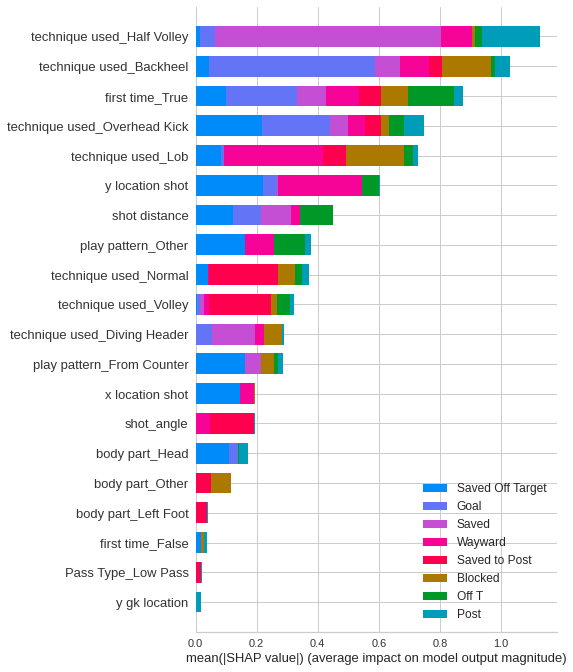 technique used_Half Volley
technique used_Backheel
first time_True
technique used_Overhead Kick
technique used_Lob
y location shot
shot distance
play pattern_Other
technique used_Normal
technique used_Volley
technique used_Diving Header
play pattern_From Counter
x location shot
shot_angle
body part_Head
body part_Other
body part_Left Foot
first time_False
Pass Type_Low Pass
y gk location
Saved Off Target
Goal
Saved
Wayward
Saved to Post
Blocked
Off T
Post
0.0 0.2 0.4 0.6 0.8 1.0
mean(|SHAP value|) (average impact on model output magnitude)